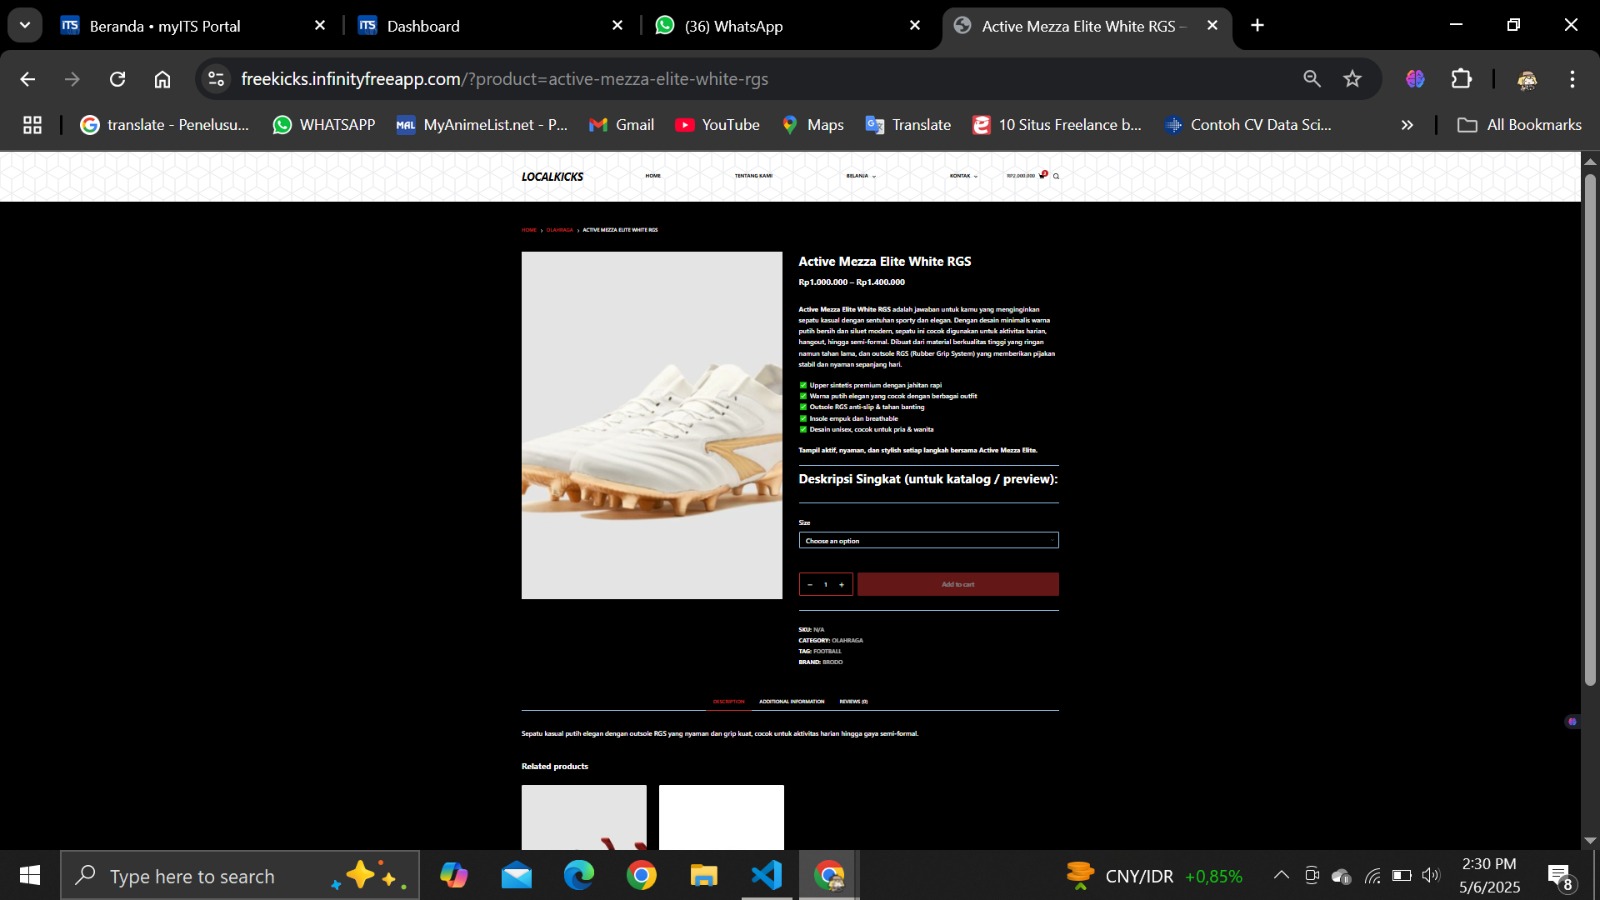 Beranda • myITS Portal
Dashboard
(36) WhatsApp
Active Mezza Elite White RGS –
freekicks.infinityfreeapp.com/?product=active-mezza-elite-white-rgs
translate - Penelusu...
WHATSAPP
MyAnimeList.net - P...
Gmail
YouTube
Maps
Translate
10 Situs Freelance b...
Contoh CV Data Sci...
All Bookmarks
LOCALKICKS
HOME
TENTANG KAMI
BELANJA
KONTAK
RP2.000.000
HOME › OLAHRAGA › ACTIVE MEZZA ELITE WHITE RGS
Active Mezza Elite White RGS
Rp1.000.000 – Rp1.400.000
Active Mezza Elite White RGS adalah jawaban untuk kamu yang menginginkan
sepatu kasual dengan sentuhan sporty dan elegan. Dengan desain minimalis warna
putih bersih dan siluet modern, sepatu ini cocok digunakan untuk aktivitas harian,
hangout, hingga semi-formal. Dibuat dari material berkualitas tinggi yang ringan
namun tahan lama, dan outsole RGS (Rubber Grip System) yang memberikan pijakan
stabil dan nyaman sepanjang hari.
✅ Upper sintetis premium dengan jahitan rapi
✅ Warna putih elegan yang cocok dengan berbagai outfit
✅ Outsole RGS anti-slip & tahan banting
✅ Insole empuk dan breathable
✅ Desain unisex, cocok untuk pria & wanita
Tampil aktif, nyaman, dan stylish setiap langkah bersama Active Mezza Elite.
Deskripsi Singkat (untuk katalog / preview):
Size
Choose an option
− 1 +
Add to cart
SKU: N/A
CATEGORY: OLAHRAGA
TAG: FOOTBALL
BRAND: BRODO
DESCRIPTION
ADDITIONAL INFORMATION
REVIEWS (0)
Sepatu kasual putih elegan dengan outsole RGS yang nyaman dan grip kuat, cocok untuk aktivitas harian hingga gaya semi-formal.
Related products
Type here to search
CNY/IDR +0,85%
2:30 PM
5/6/2025
8